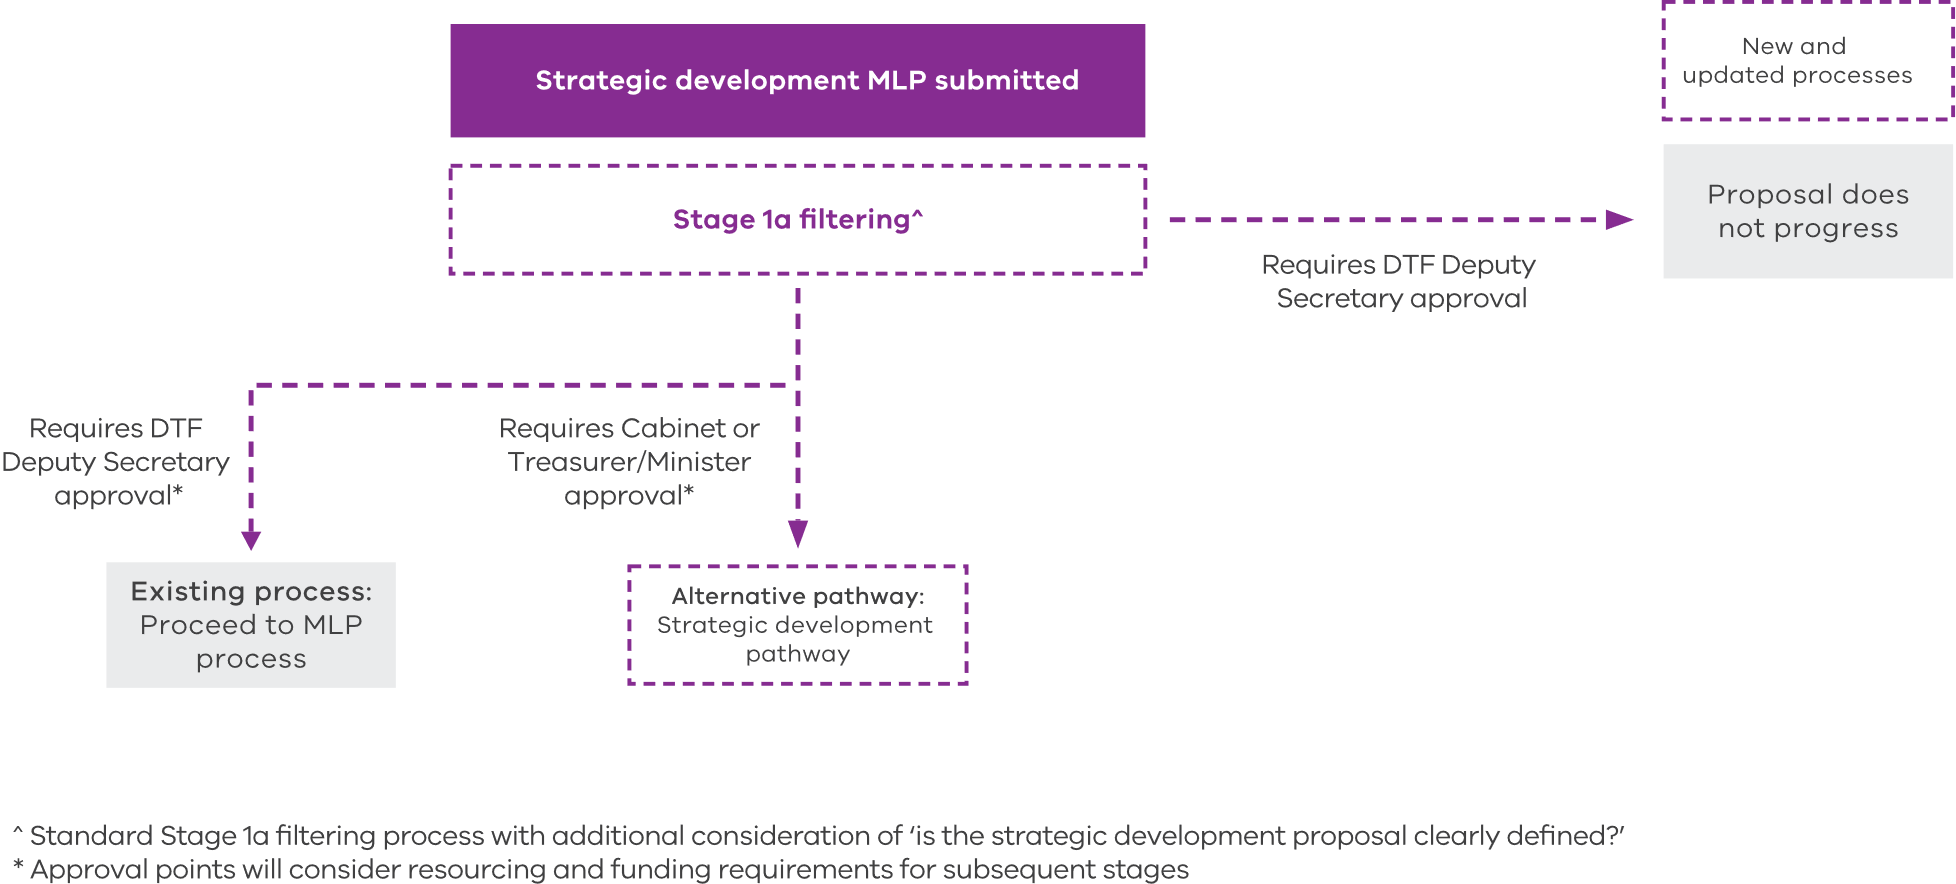 New and
updated processes
Strategic development MLP submitted
Stage 1a filtering^
Proposal does
not progress
Requires DTF Deputy
Secretary approval
Requires DTF
Deputy Secretary
approval*
Requires Cabinet or
Treasurer/Minister
approval*
Existing process:
Proceed to MLP
process
Alternative pathway:
Strategic development
pathway
^ Standard Stage 1a filtering process with additional consideration of ‘is the strategic development proposal clearly defined?’
* Approval points will consider resourcing and funding requirements for subsequent stages